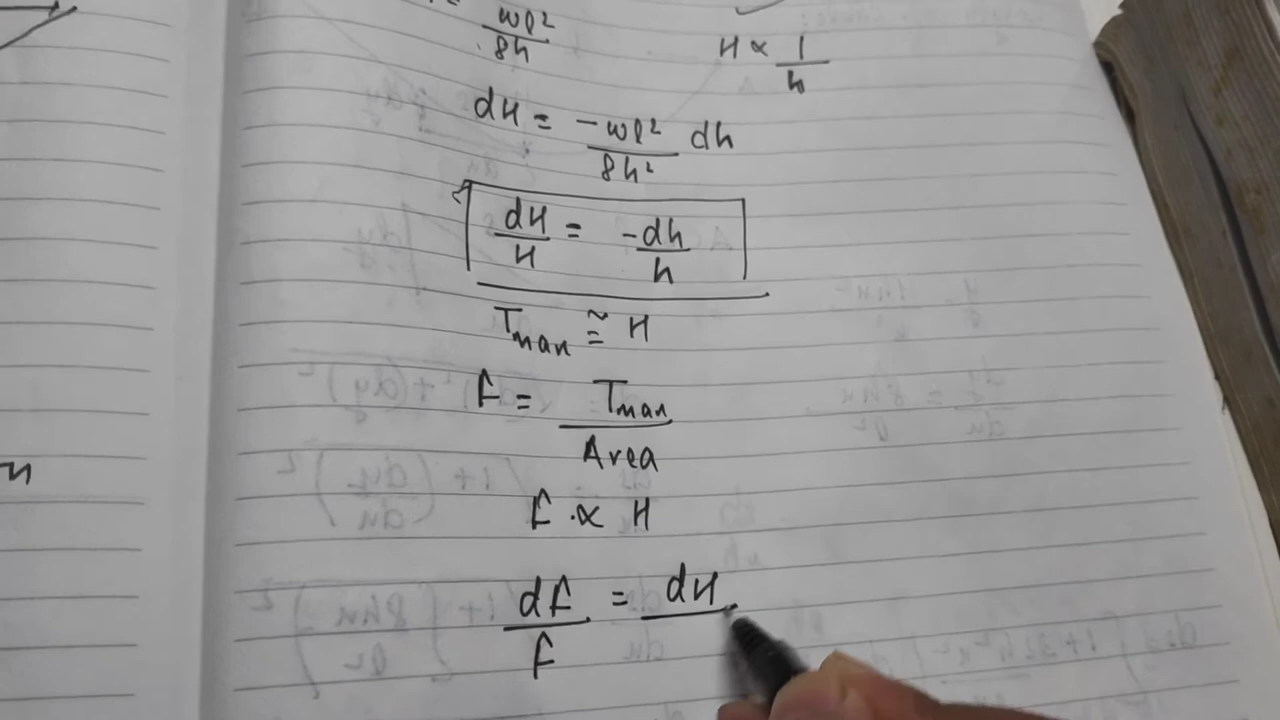 wl²/8h H ∝ 1/h
dH = -wl²/8h² dh
dH/H = -dh/h
Tmax ≅ H
f = Tmax/Area
f ∝ H
df/f = dH